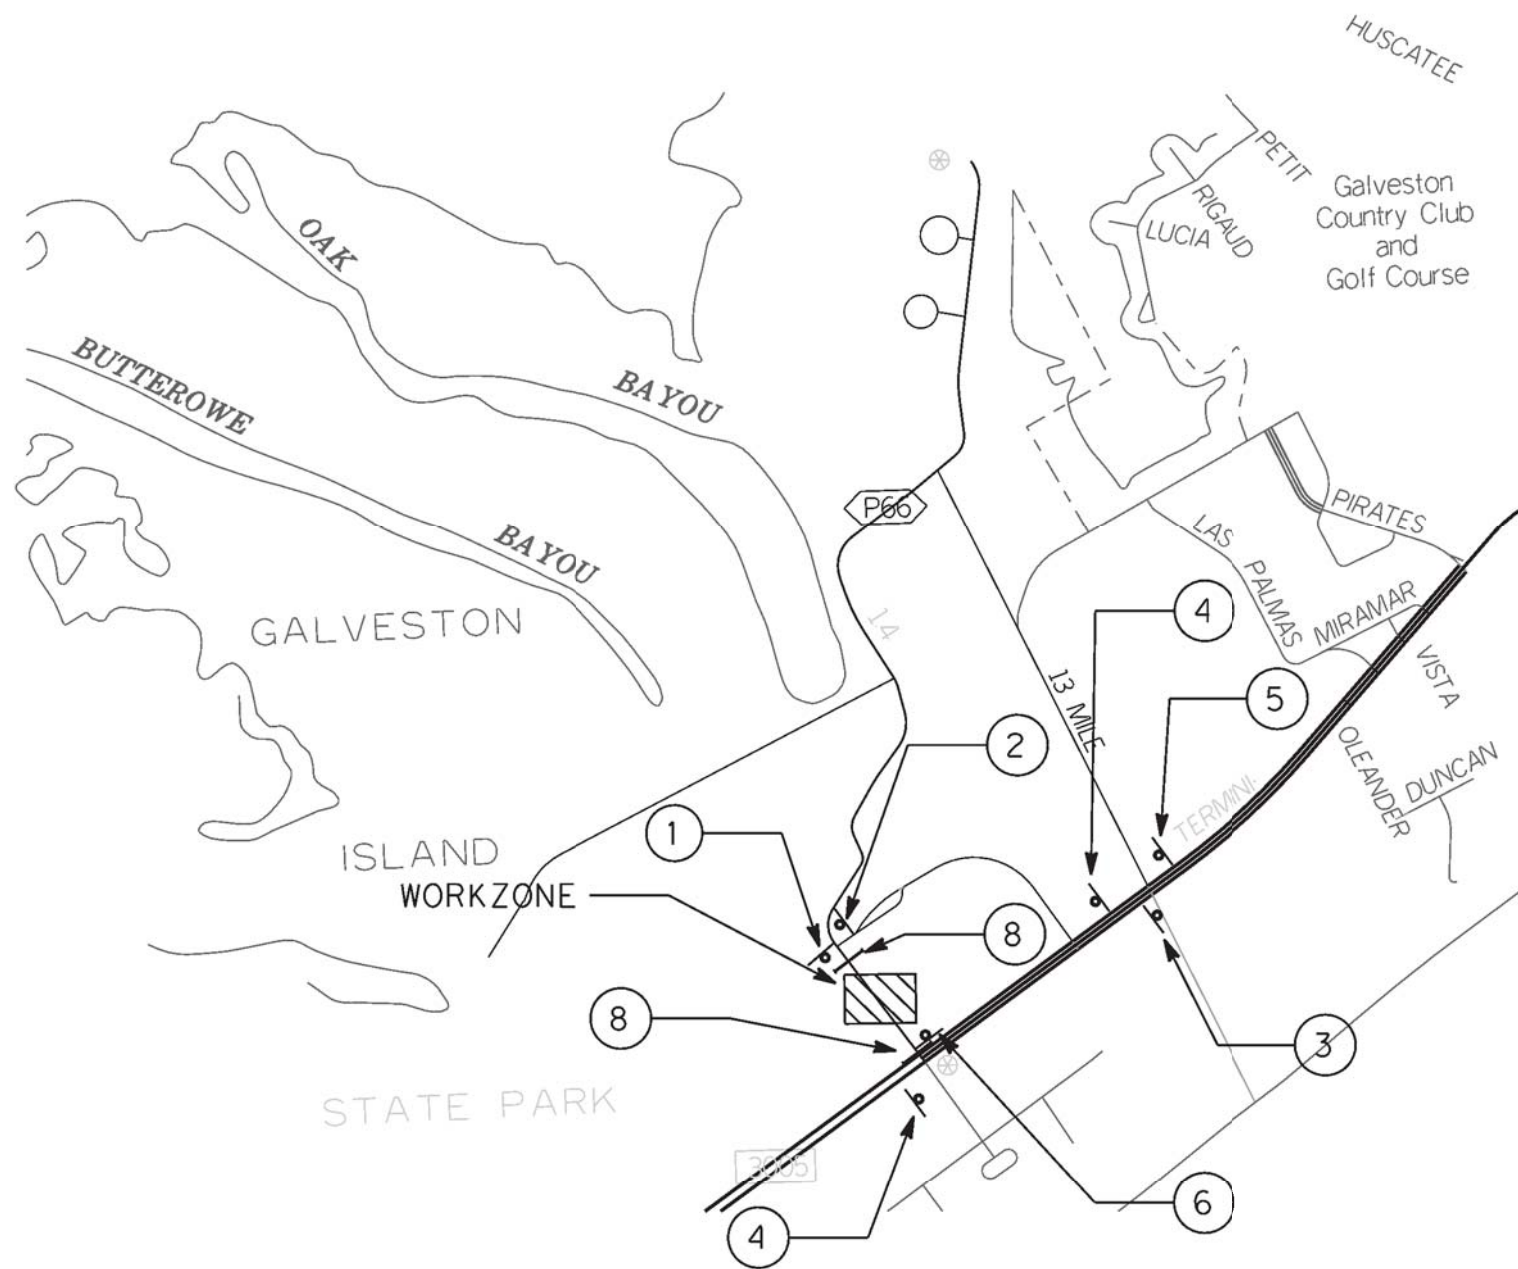 HUSCATEE
PETIT
RIGAUD
LUCIA
Galveston
Country Club
and
Golf Course
OAK
BAYOU
BUTTEROWE
BAYOU
P66
PIRATES
LAS
PALMAS
MIRAMAR
VISTA
14
GALVESTON
4
5
13 MILE
2
OLEANDER
DUNCAN
TERMINI
1
ISLAND
WORKZONE
8
8
3
STATE PARK
3005
6
4